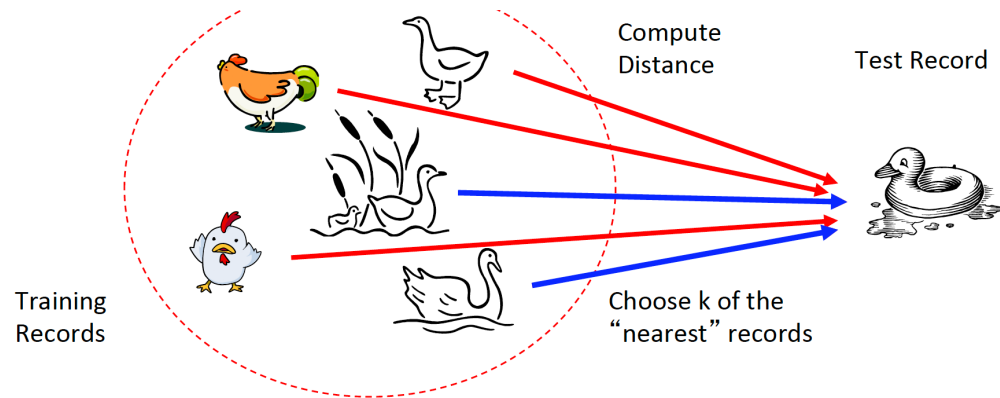 Compute
Distance
Test Record
Training
Records
Choose k of the
“nearest” records